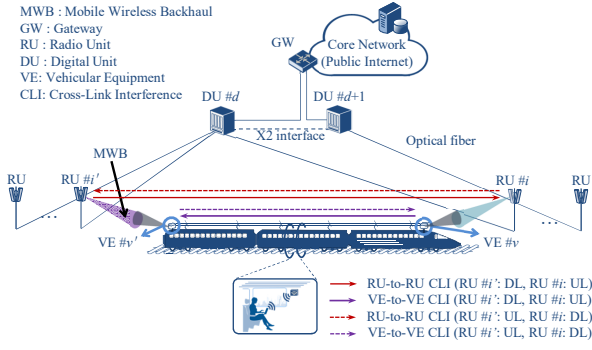 MWB : Mobile Wireless Backhaul
GW : Gateway
RU : Radio Unit
DU : Digital Unit
VE: Vehicular Equipment
CLI: Cross-Link Interference
GW
Core Network
(Public Internet)
DU #d
DU #d+1
X2 interface
Optical fiber
MWB
RU
RU #i'
RU #i
RU
...
...
VE #v'
VE #v
RU-to-RU CLI (RU #i': DL, RU #i: UL)
VE-to-VE CLI (RU #i': DL, RU #i: UL)
RU-to-RU CLI (RU #i': UL, RU #i: DL)
VE-to-VE CLI (RU #i': UL, RU #i: DL)